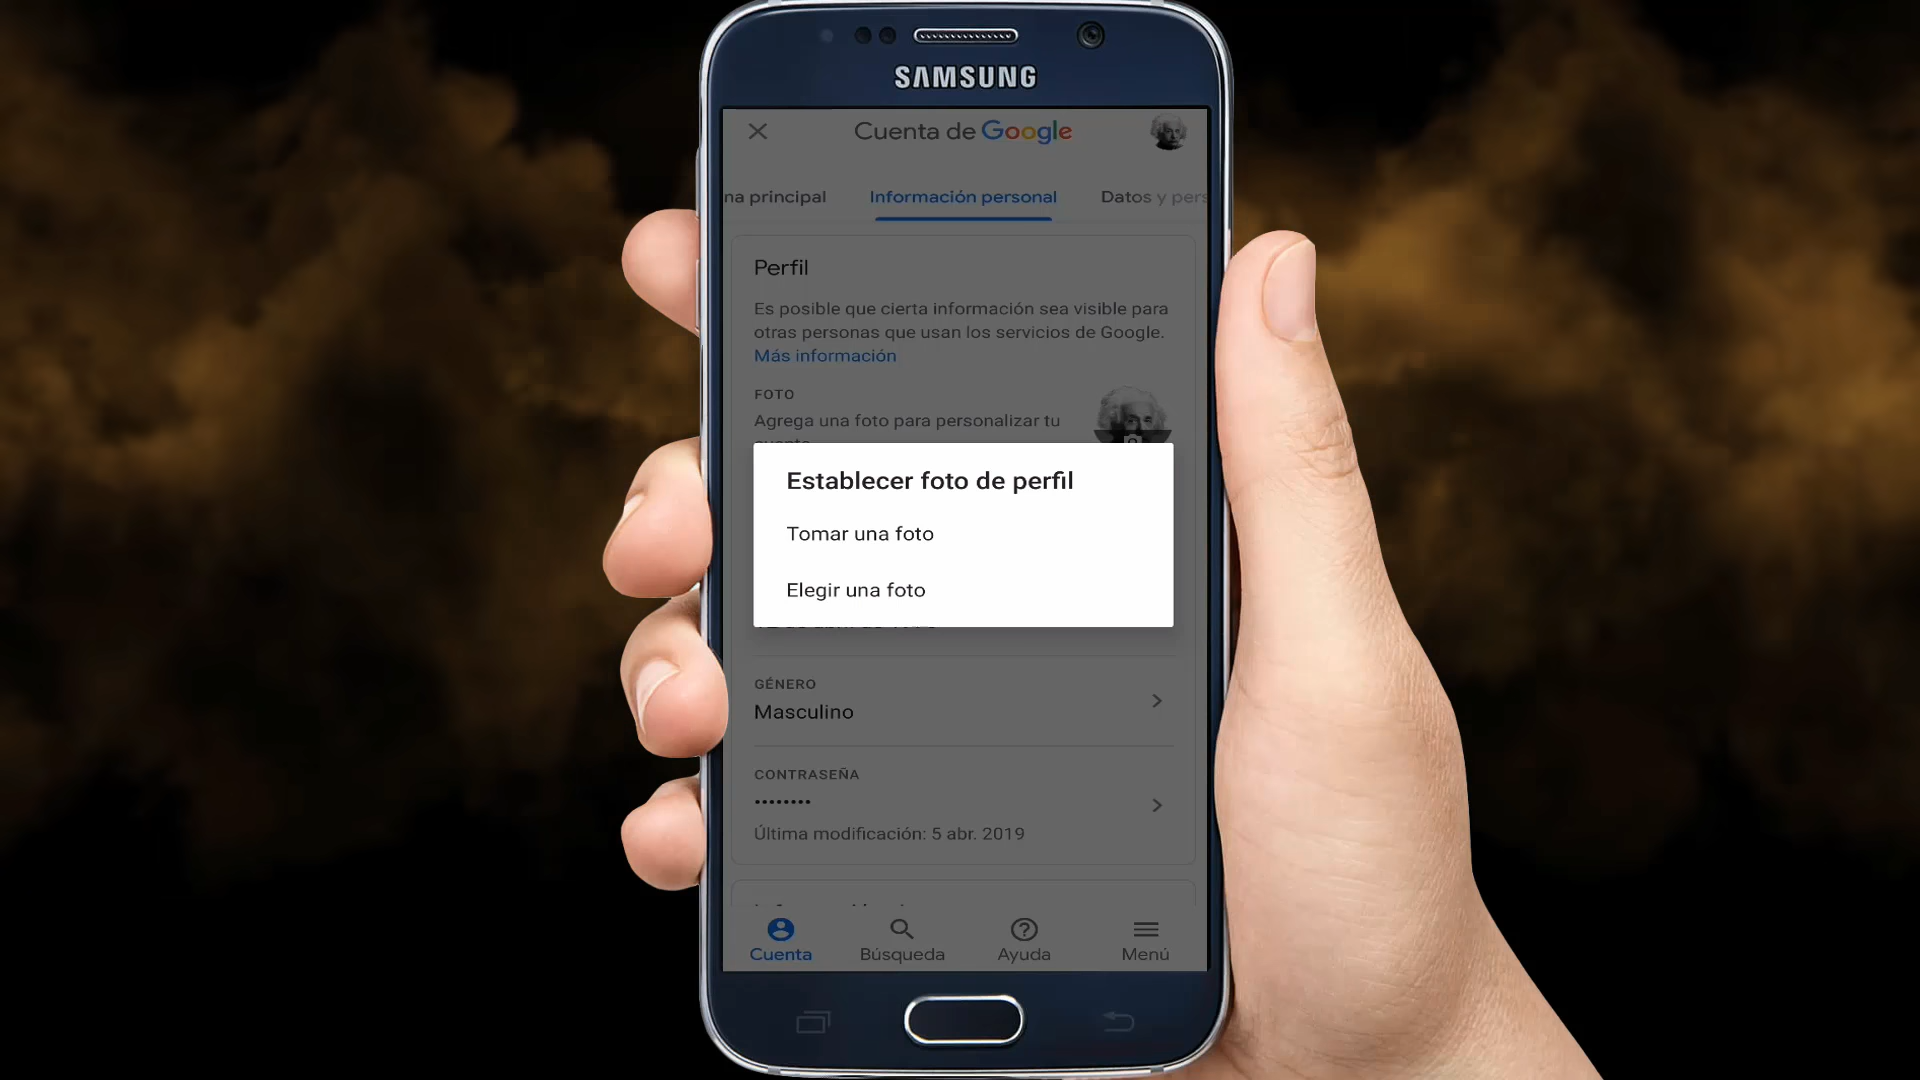 SAMSUNG
Cuenta de Google
na principal Información personal Datos y pers
Perfil
Es posible que cierta información sea visible para
otras personas que usan los servicios de Google.
Más información
FOTO
Agrega una foto para personalizar tu
Establecer foto de perfil
Tomar una foto
Elegir una foto
GÉNERO
Masculino
CONTRASEÑA
••••••••
Última modificación: 5 abr. 2019
Cuenta Búsqueda Ayuda Menú